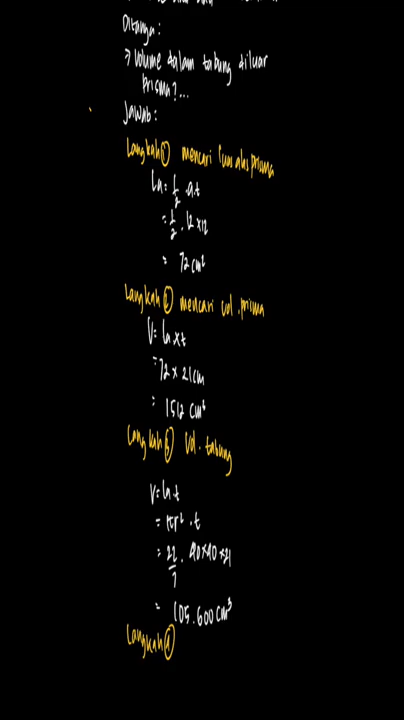 Ditanya:
→ Volume dalam tabung diluar
prisma?...
Jawab:
Langkah ① mencari luas alas prisma
La = 1/2 . a.t
= 1/2 . 12 x 12
= 72 cm²
Langkah ② mencari vol. prisma
V = la x t
= 72 x 21 cm
= 1512 cm³
Langkah ③ Vol. tabung
V = la t
= πr² . t
= 22/7 . 40 x 40 x 21
= 105.600 cm³
Langkah ④